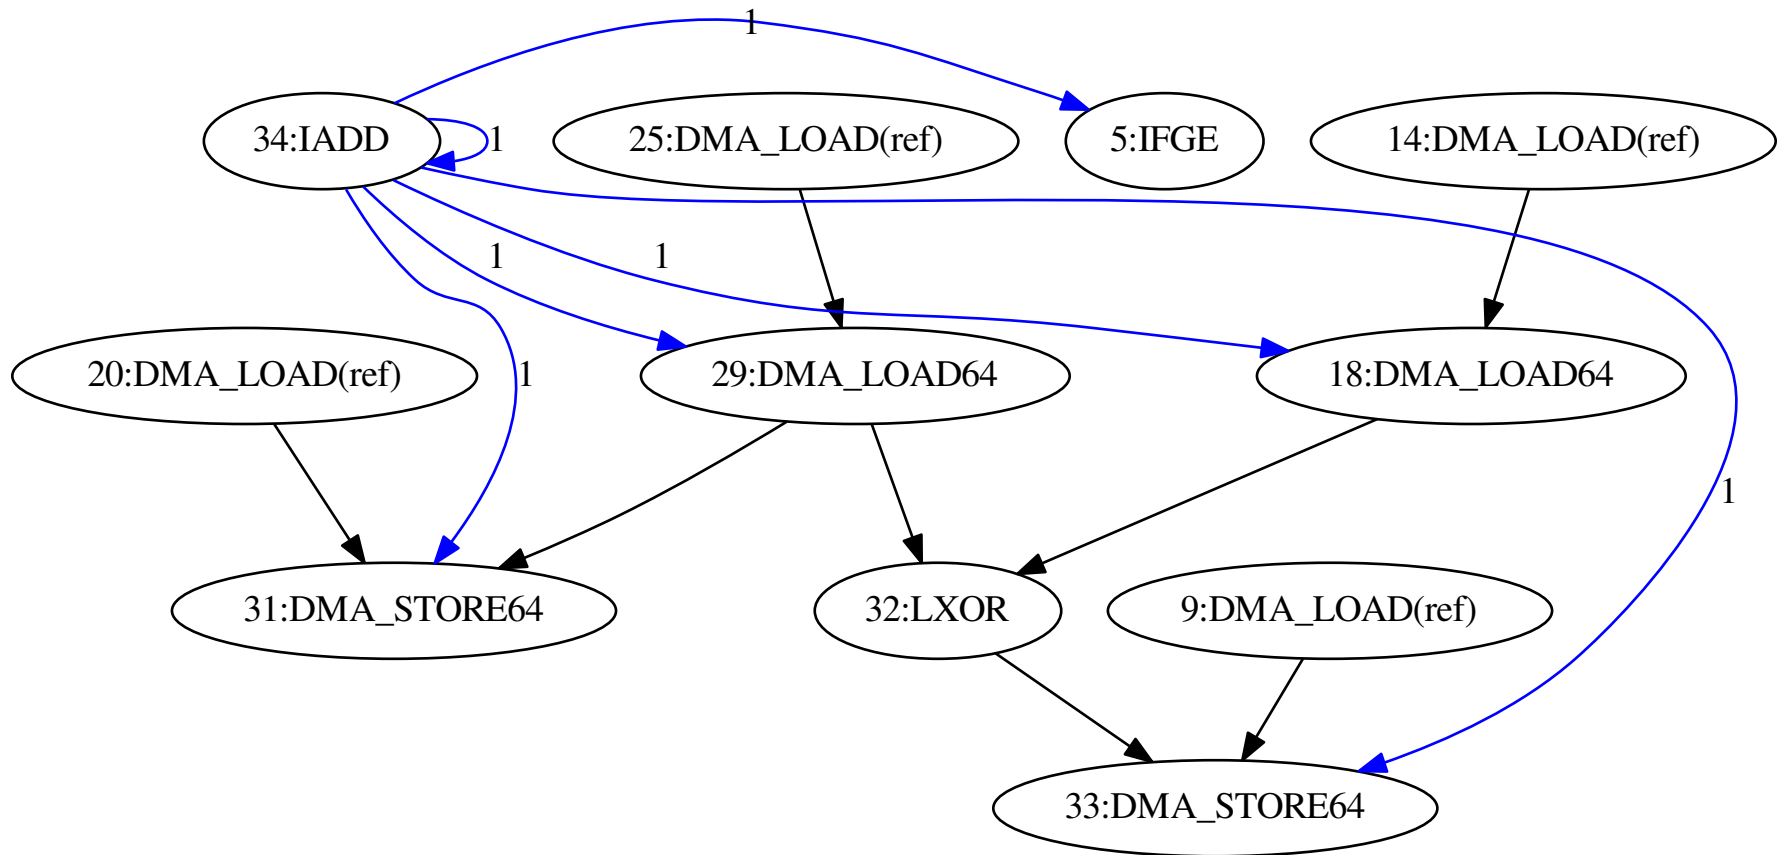 1
34:IADD
1
25:DMA_LOAD(ref)
5:IFGE
14:DMA_LOAD(ref)
1
1
20:DMA_LOAD(ref)
1
29:DMA_LOAD64
18:DMA_LOAD64
1
31:DMA_STORE64
32:LXOR
9:DMA_LOAD(ref)
33:DMA_STORE64